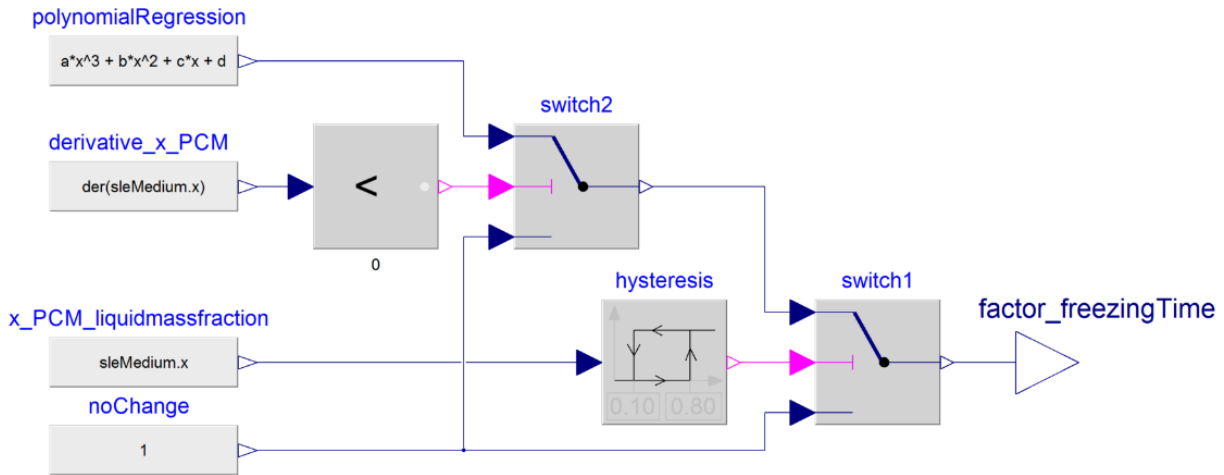 polynomialRegression
a*x^3 + b*x^2 + c*x + d
switch2
derivative_x_PCM
der(sleMedium.x)
<
0
hysteresis
switch1
x_PCM_liquidmassfraction
factor_freezingTime
sleMedium.x
0.10 0.80
noChange
1